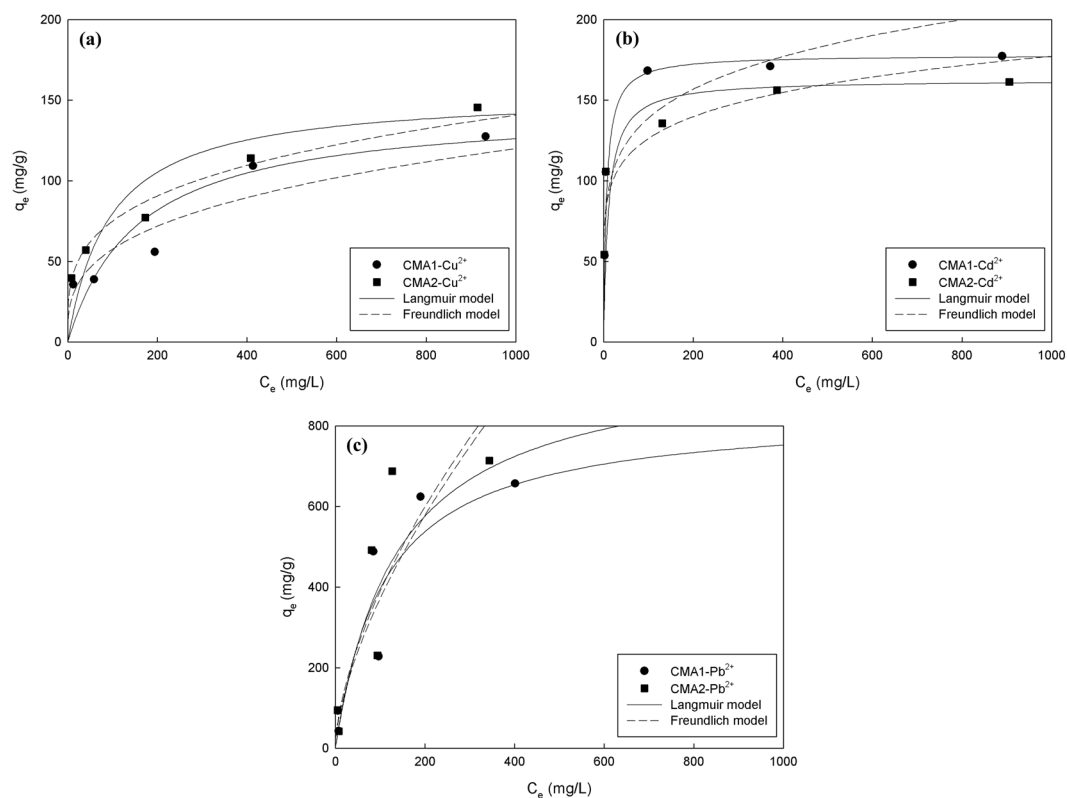 (a)
200
150
100
50
0
qe (mg/g)
0 200 400 600 800 1000
Ce (mg/L)
CMA1-Cu2+
CMA2-Cu2+
Langmuir model
Freundlich model
(b)
200
150
100
50
0
qe (mg/g)
0 200 400 600 800 1000
Ce (mg/L)
CMA1-Cd2+
CMA2-Cd2+
Langmuir model
Freundlich model
(c)
800
600
400
200
0
qe (mg/g)
0 200 400 600 800 1000
Ce (mg/L)
CMA1-Pb2+
CMA2-Pb2+
Langmuir model
Freundlich model